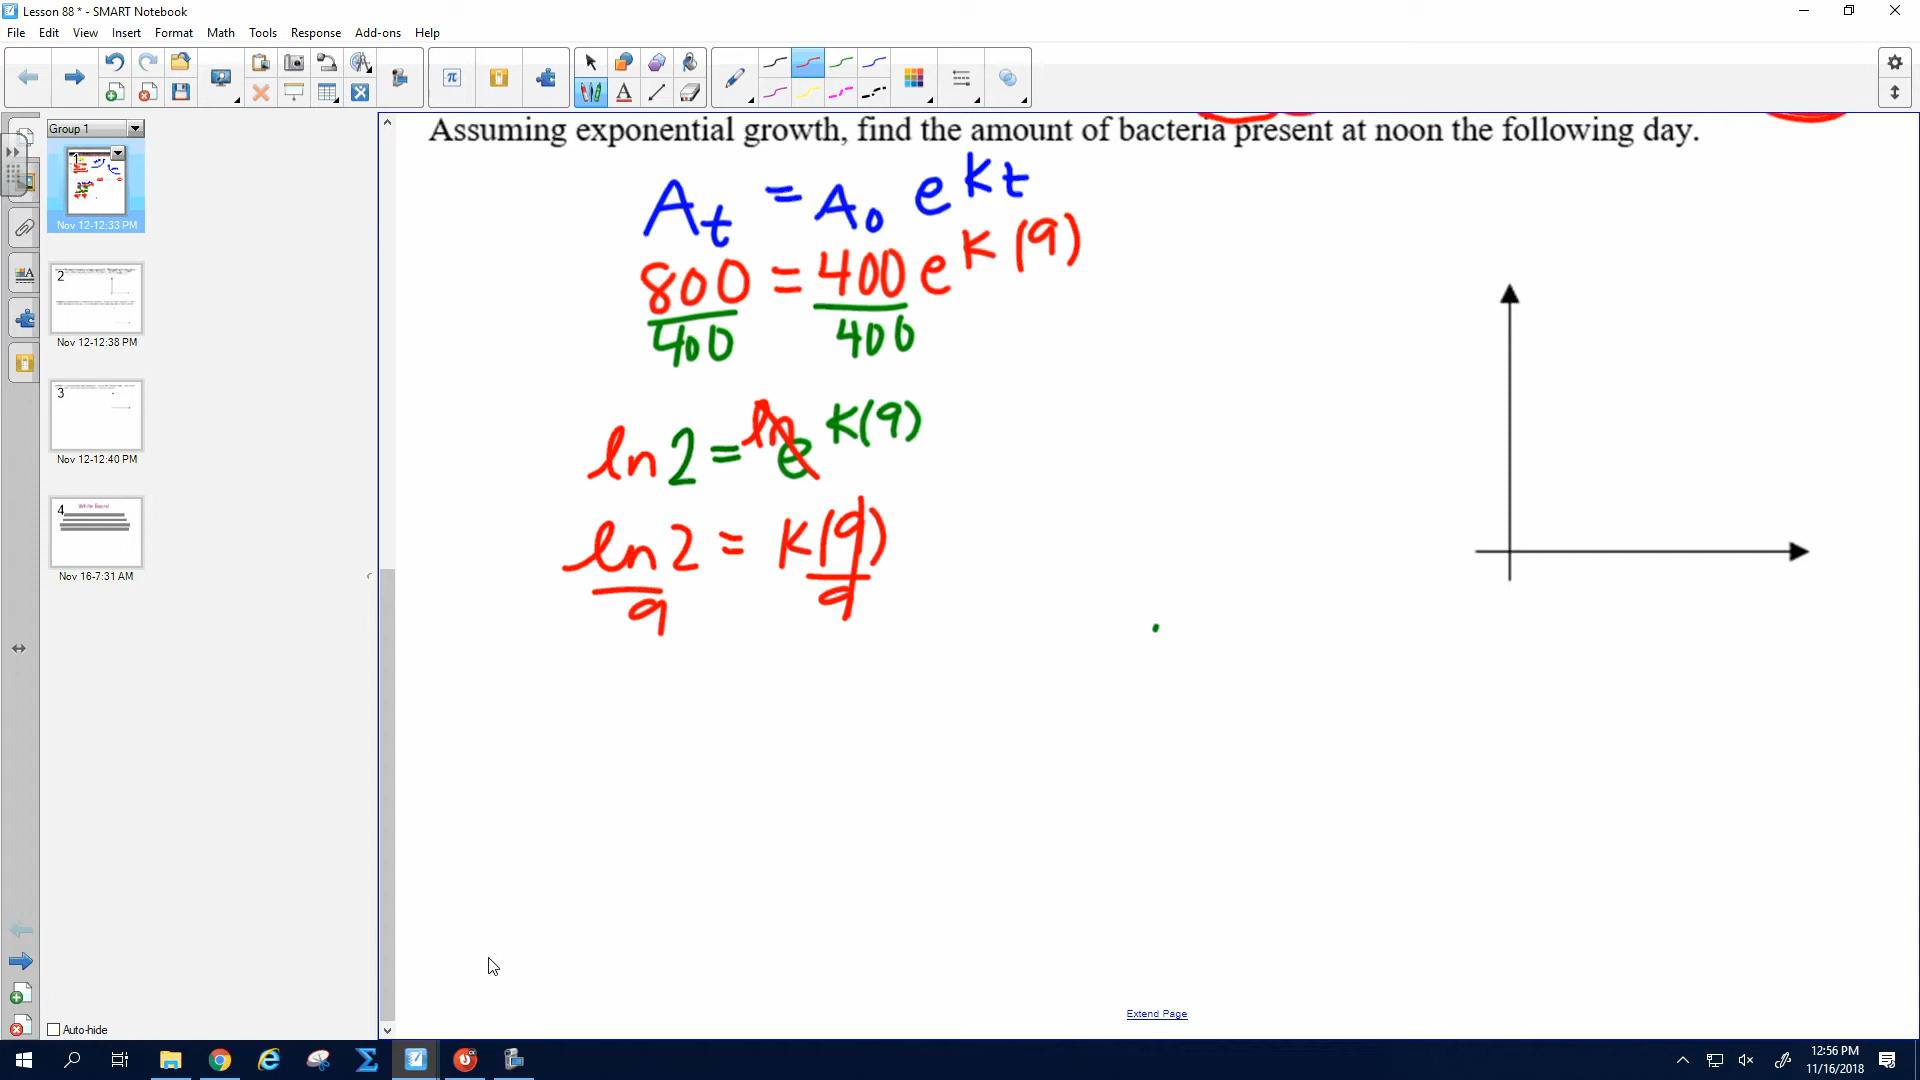 Lesson 88 * - SMART Notebook
File Edit View Insert Format Math Tools Response Add-ons Help
Group 1
1
Nov 12-12:33 PM
2
Nov 12-12:38 PM
3
Nov 12-12:40 PM
4
White Board
Nov 16-7:31 AM
Auto-hide
Assuming exponential growth, find the amount of bacteria present at noon the following day.
At = A0 e^kt
800 = 400 e^k(9)
400 400
ln 2 = ln e^k(9)
ln 2 = k(9)
9 9
Extend Page
12:56 PM
11/16/2018